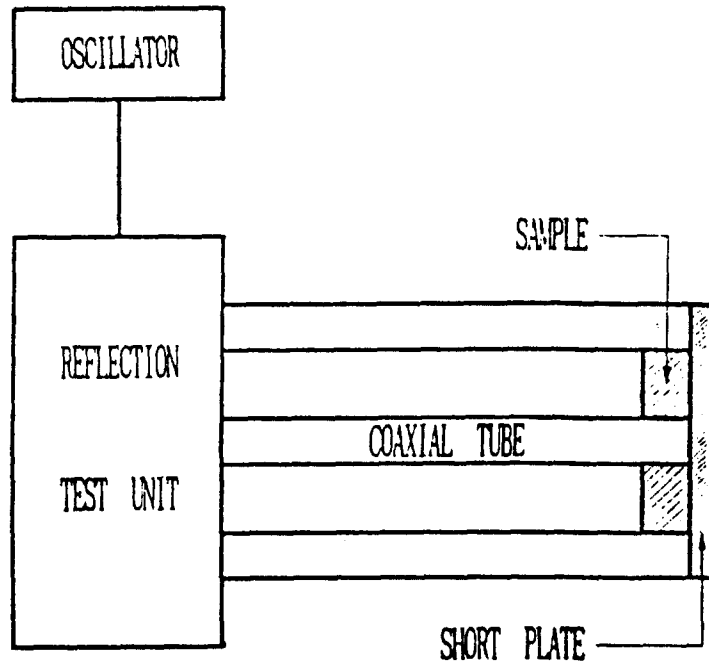 OSCILLATOR
SAMPLE
REFLECTION
COAXIAL TUBE
TEST UNIT
SHORT PLATE